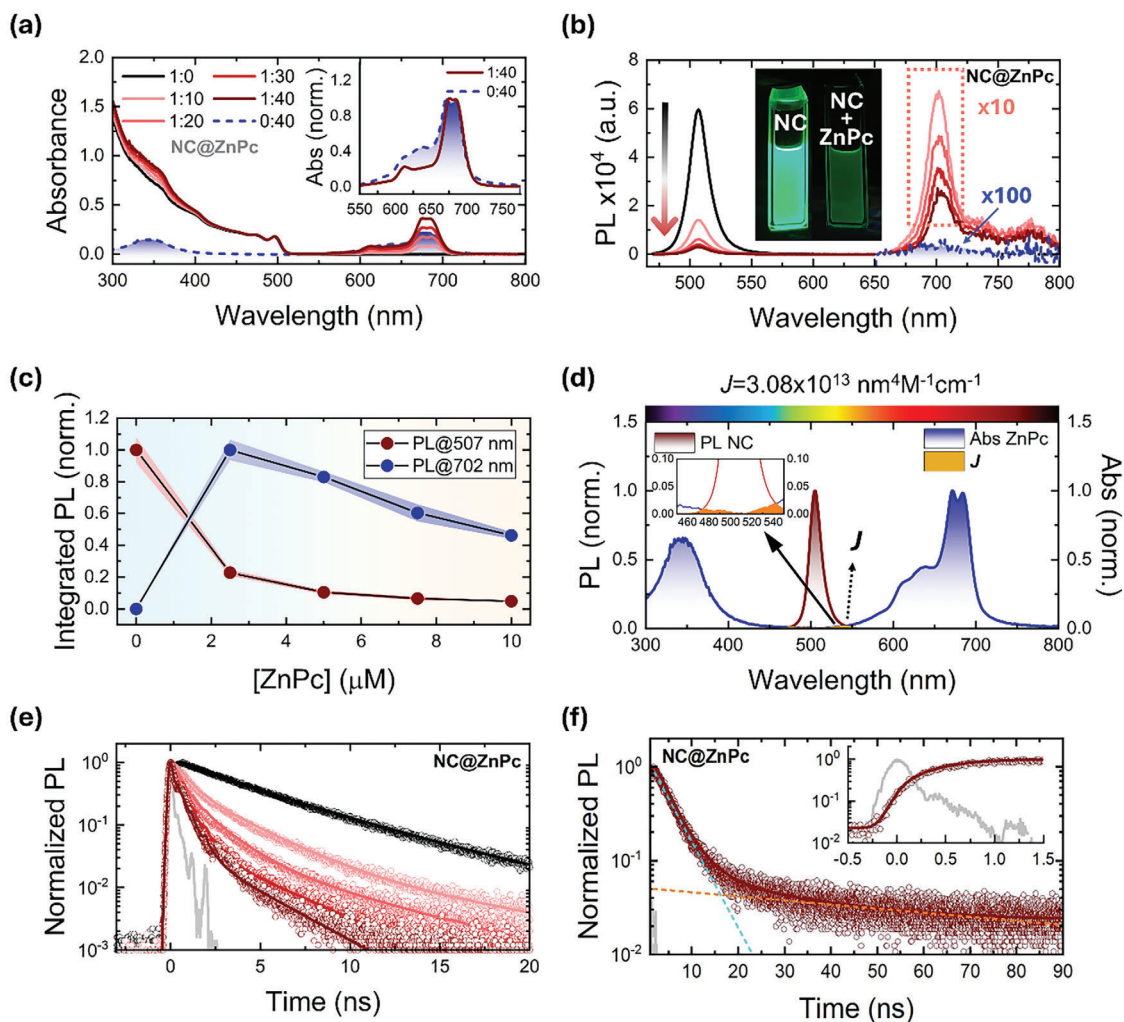 (a)
2.0
1.5
1.0
0.5
0.0
Absorbance
1:0
1:30
1:10
1:40
1:20
0:40
NC@ZnPc
1.2
0.8
0.4
0.0
Abs (norm.)
1:40
0:40
550 600 650 700 750
300 400 500 600 700 800
Wavelength (nm)
(b)
8
6
4
2
0
PL x10⁴ (a.u.)
NC
NC
+
ZnPc
NC@ZnPc
x10
x100
500 550 600 650 700 750 800
Wavelength (nm)
(c)
1.2
1.0
0.8
0.6
0.4
0.2
0.0
Integrated PL (norm.)
PL@507 nm
PL@702 nm
0 2 4 6 8 10
[ZnPc] (μM)
(d)
J=3.08x10¹³ nm⁴M⁻¹cm⁻¹
1.5
1.0
0.5
0.0
PL (norm.)
PL NC
0.10
0.05
0.00
0.10
0.05
0.00
460 480 500 520 540
J
Abs ZnPc
J
1.5
1.0
0.5
0.0
Abs (norm.)
300 400 500 600 700 800
Wavelength (nm)
(e)
10⁰
10⁻¹
10⁻²
10⁻³
Normalized PL
NC@ZnPc
0 5 10 15 20
Time (ns)
(f)
10⁰
10⁻¹
10⁻²
Normalized PL
NC@ZnPc
10⁰
10⁻¹
10⁻²
-0.5 0.0 0.5 1.0 1.5
10 20 30 40 50 60 70 80 90
Time (ns)